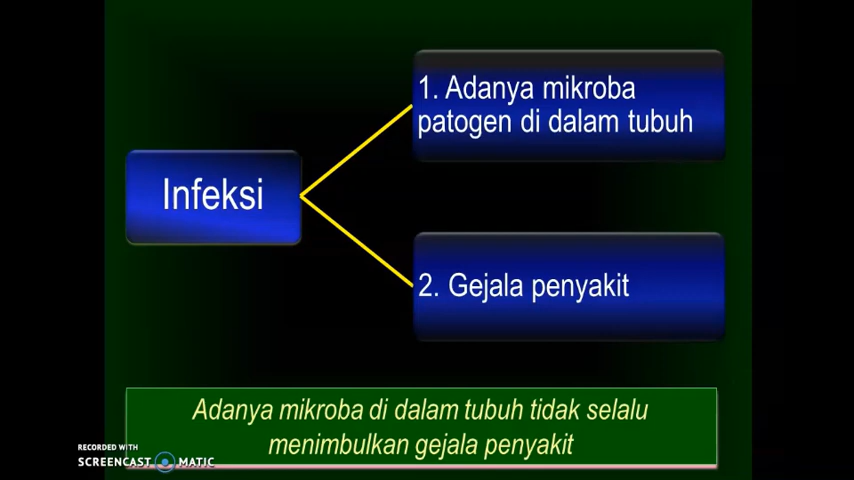 1. Adanya mikroba
patogen di dalam tubuh
Infeksi
2. Gejala penyakit
Adanya mikroba di dalam tubuh tidak selalu
menimbulkan gejala penyakit
RECORDED WITH
SCREENCAST MATIC